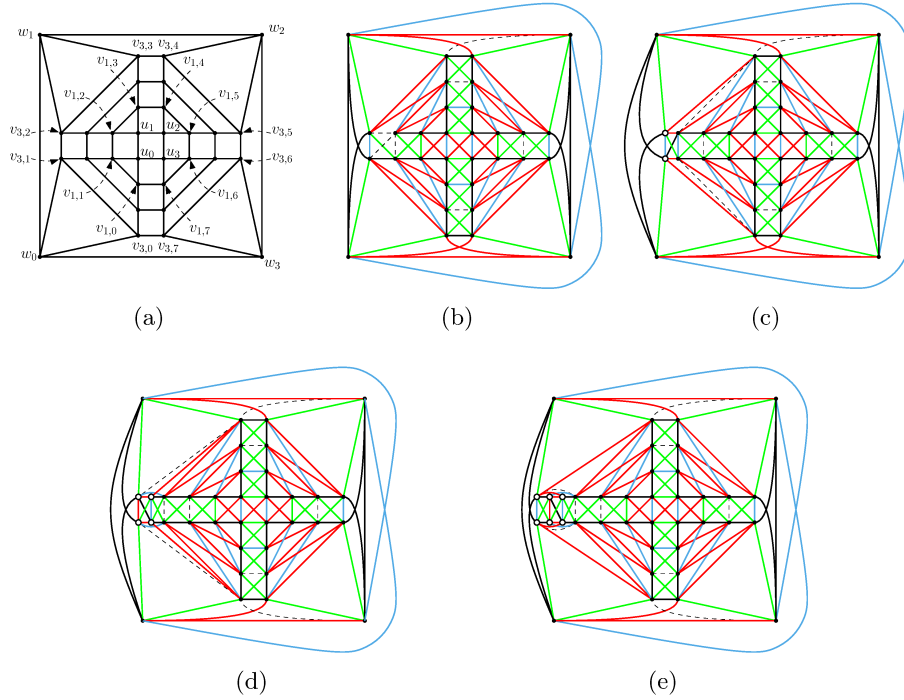 w₁ w₂
v₃,₃ v₃,₄
v₁,₃ v₁,₄
v₁,₂ v₁,₅
v₃,₂ u₁ u₂ v₃,₅
v₃,₁ u₀ u₃ v₃,₆
v₁,₁ v₁,₆
v₁,₀ v₁,₇
v₃,₀ v₃,₇
w₀ w₃
(a) (b) (c)
(d) (e)